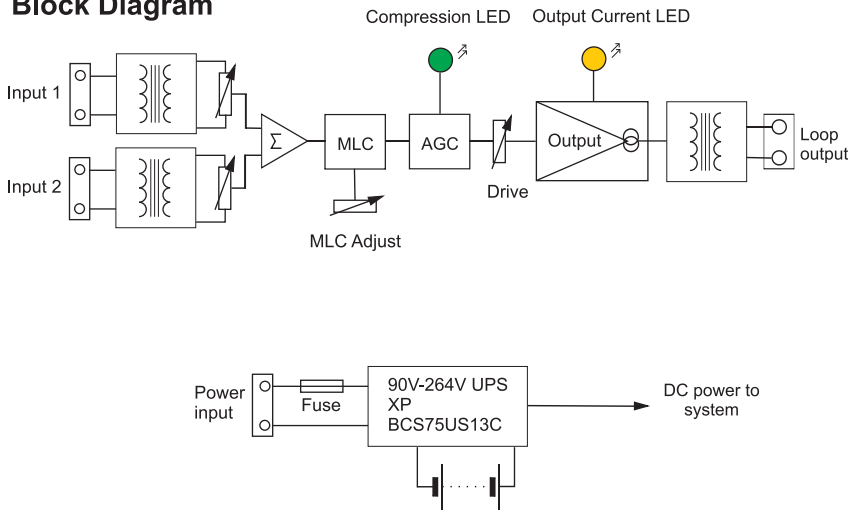 Block Diagram
Compression LED
Output Current LED
Input 1
Input 2
Σ
MLC
AGC
Output
Loop
output
Drive
MLC Adjust
Power
input
Fuse
90V-264V UPS
XP
BCS75US13C
DC power to
system